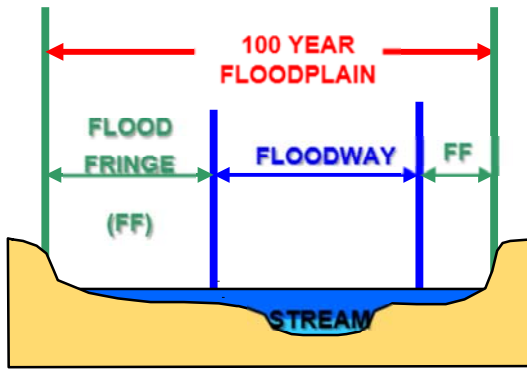 100 YEAR
FLOODPLAIN
FLOOD
FRINGE
(FF)
FLOODWAY
FF
STREAM